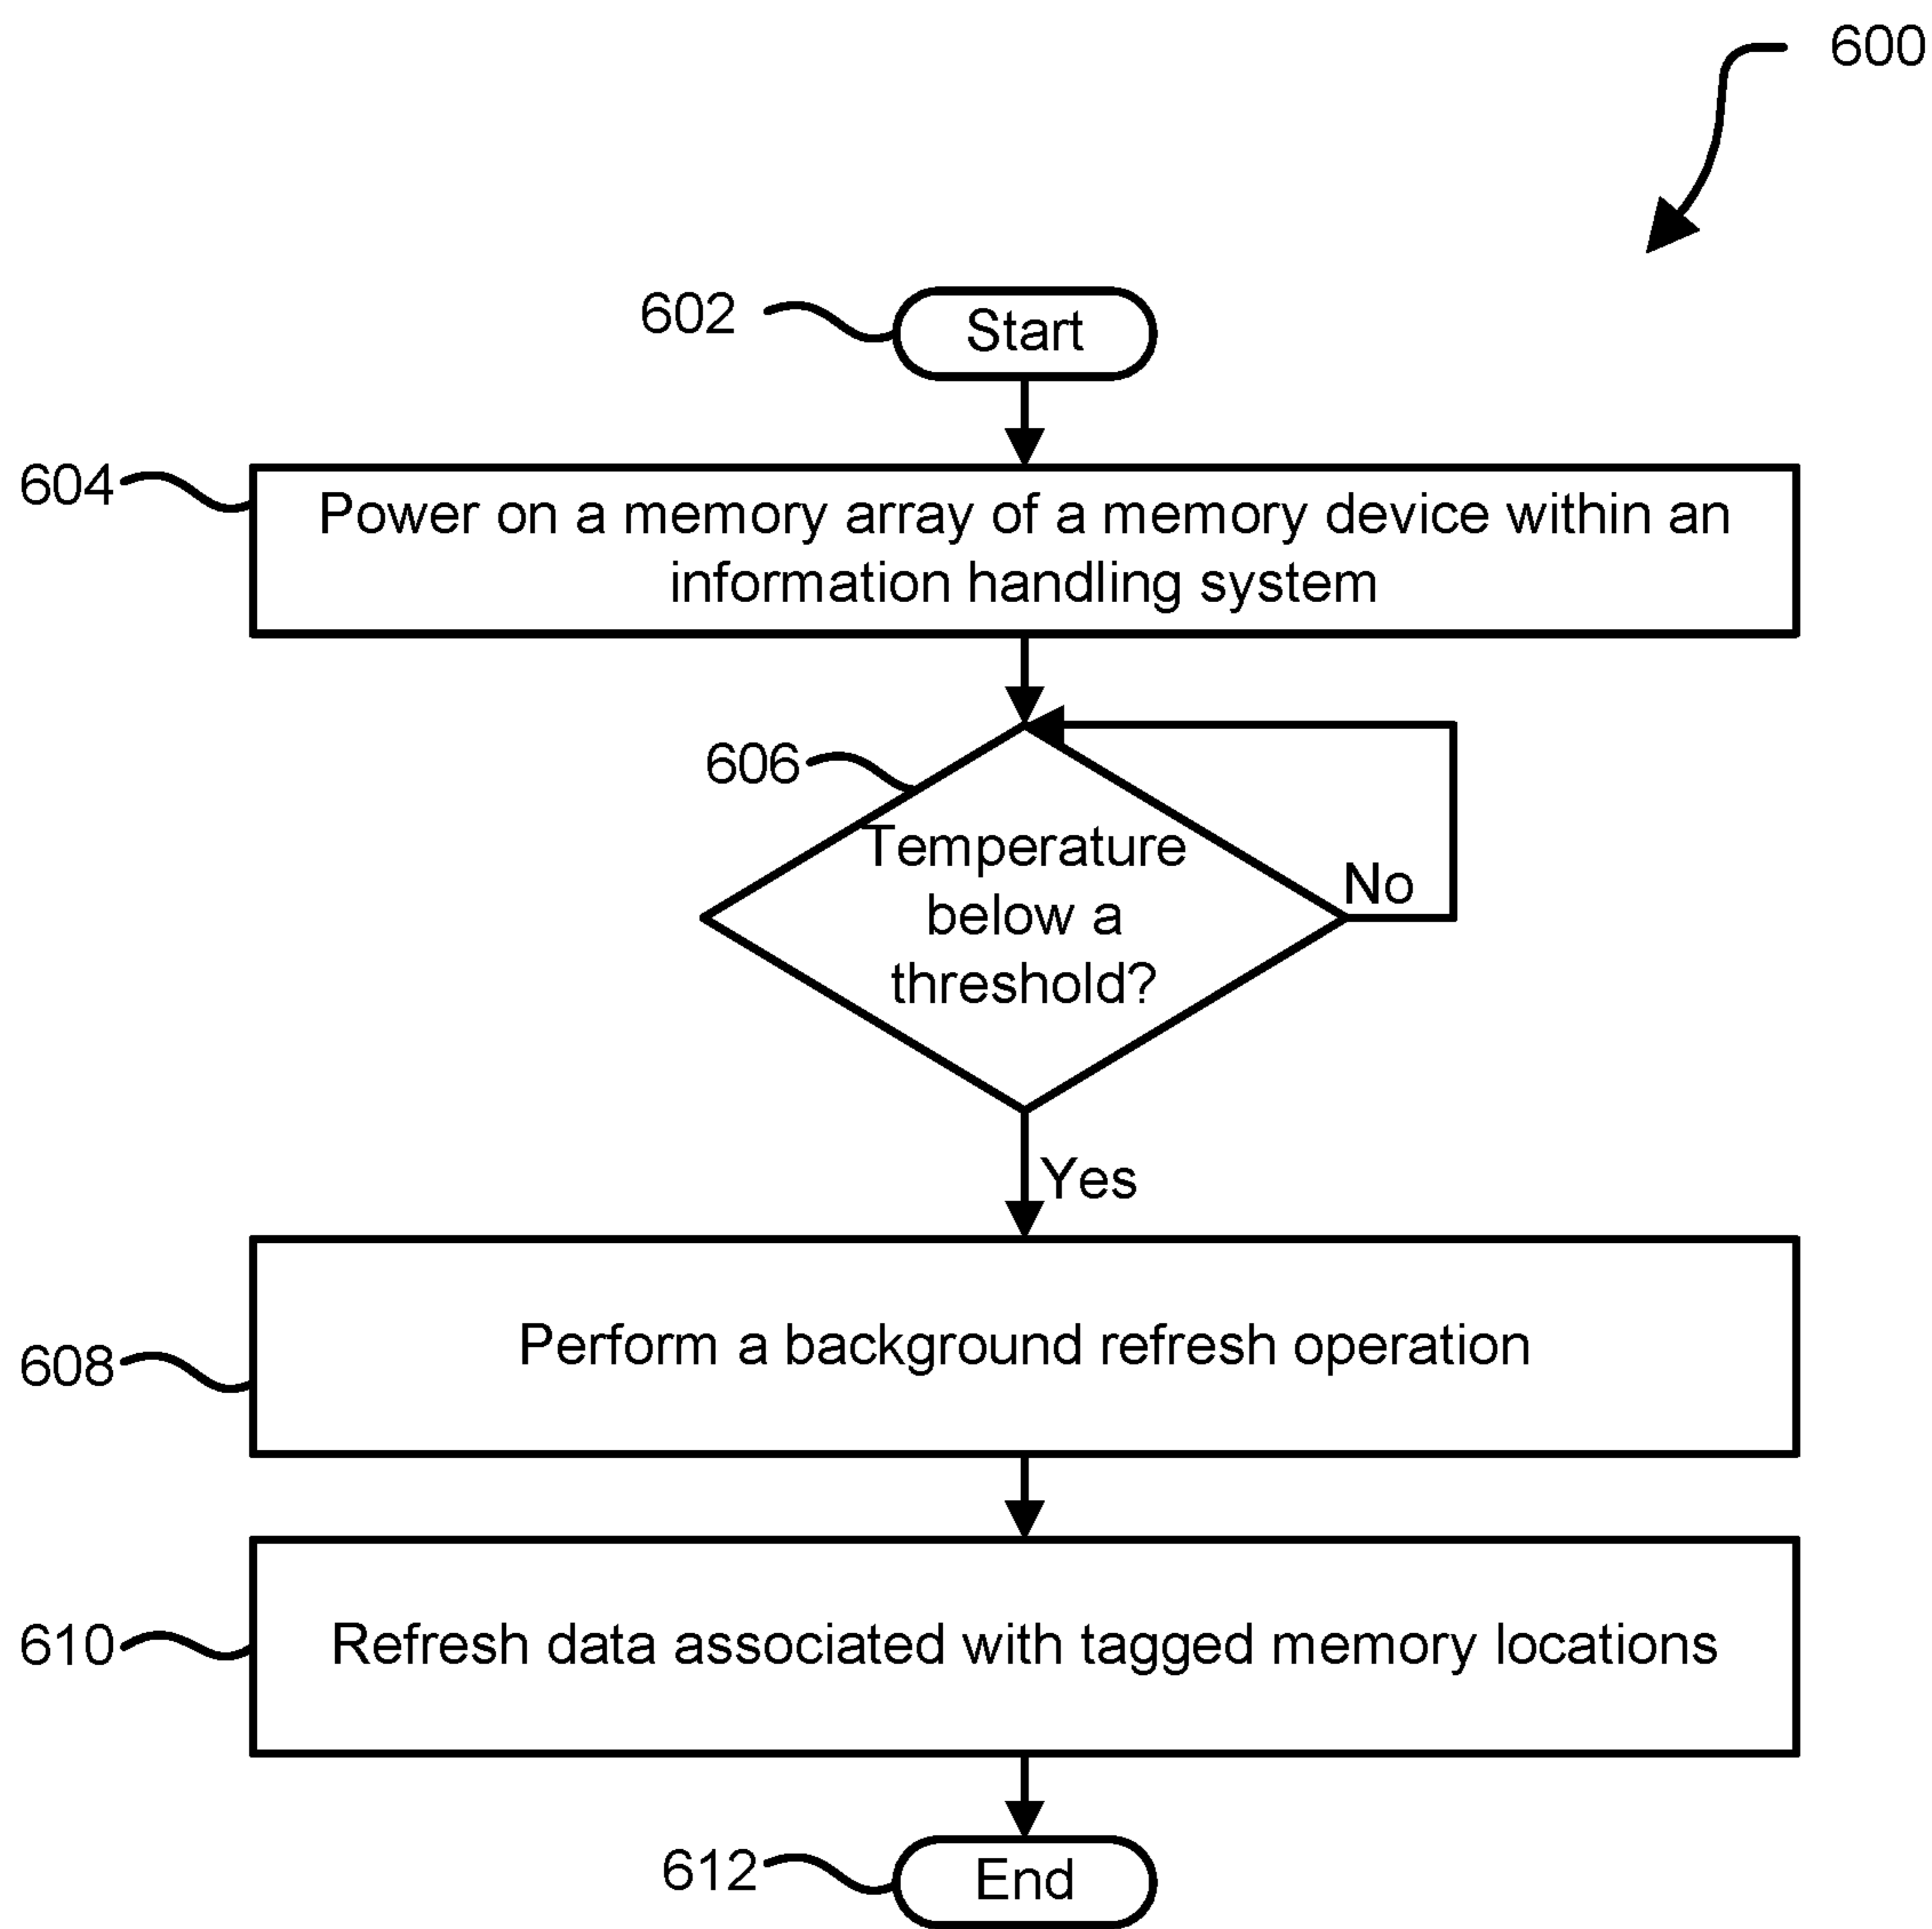 600
602
Start
604
Power on a memory array of a memory device within an
information handling system
606
Temperature
below a
threshold?
No
Yes
608
Perform a background refresh operation
610
Refresh data associated with tagged memory locations
612
End